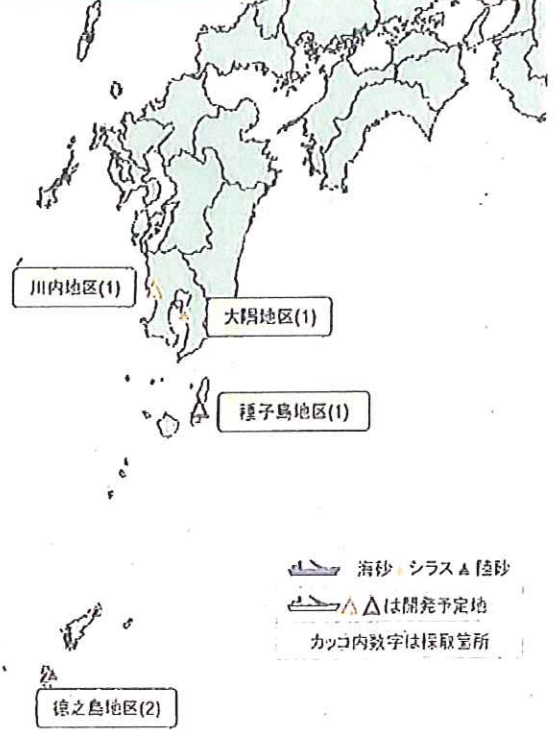 川内地区(1)
大隅地区(1)
種子島地区(1)
海砂 シラス 陸砂
は開発予定地
カッコ内数字は採取箇所
徳之島地区(2)